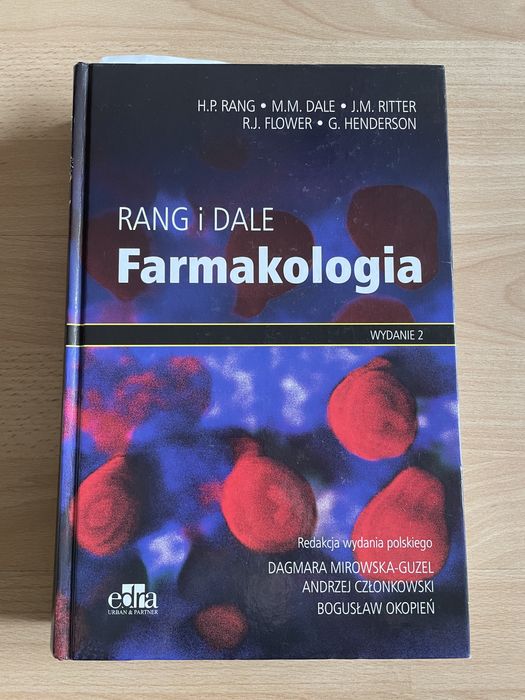 H.P. RANG • M.M. DALE • J.M. RITTER
R.J. FLOWER • G. HENDERSON
RANG i DALE
Farmakologia
WYDANIE 2
Redakcja wydania polskiego
DAGMARA MIROWSKA-GUZEL
ANDRZEJ CZŁONKOWSKI
BOGUSŁAW OKOPIEŃ
edra
URBAN & PARTNER